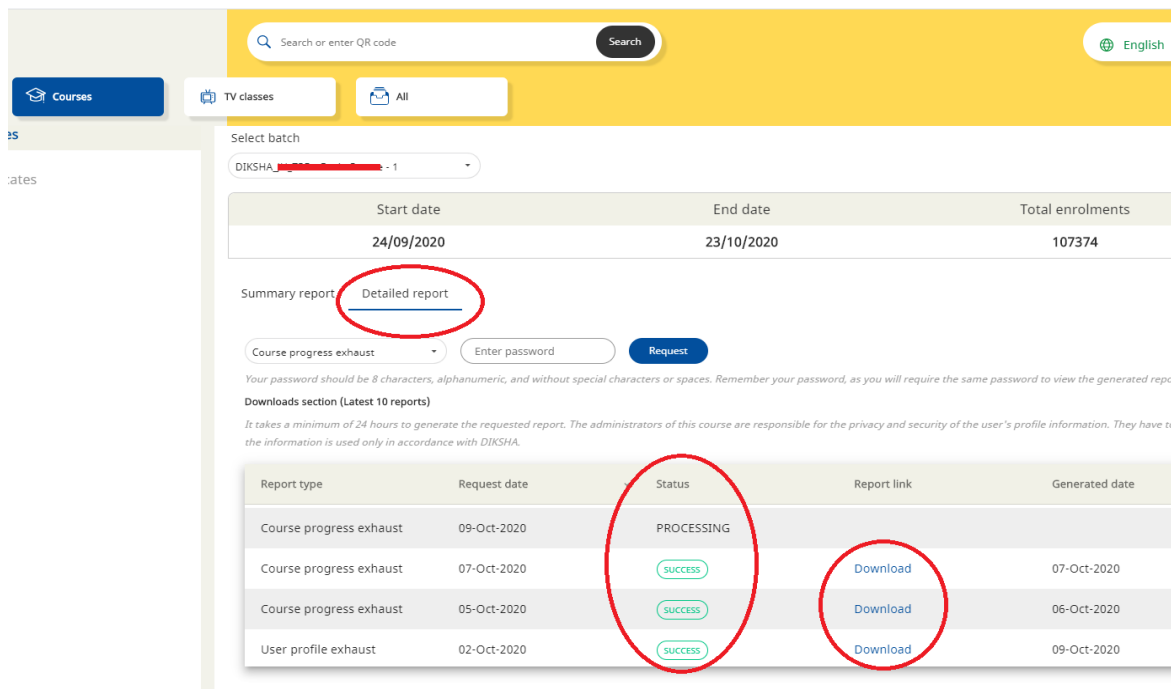 Search or enter QR code Search English
Courses TV classes All
es
Select batch
DIKSHA_ - 1
cates
Start date End date Total enrolments
24/09/2020 23/10/2020 107374
Summary report Detailed report
Course progress exhaust Enter password Request
Your password should be 8 characters, alphanumeric, and without special characters or spaces. Remember your password, as you will require the same password to view the generated repo
Downloads section (Latest 10 reports)
It takes a minimum of 24 hours to generate the requested report. The administrators of this course are responsible for the privacy and security of the user's profile information. They have t
the information is used only in accordance with DIKSHA.
Report type Request date Status Report link Generated date
Course progress exhaust 09-Oct-2020 PROCESSING
Course progress exhaust 07-Oct-2020 SUCCESS Download 07-Oct-2020
Course progress exhaust 05-Oct-2020 SUCCESS Download 06-Oct-2020
User profile exhaust 02-Oct-2020 SUCCESS Download 09-Oct-2020